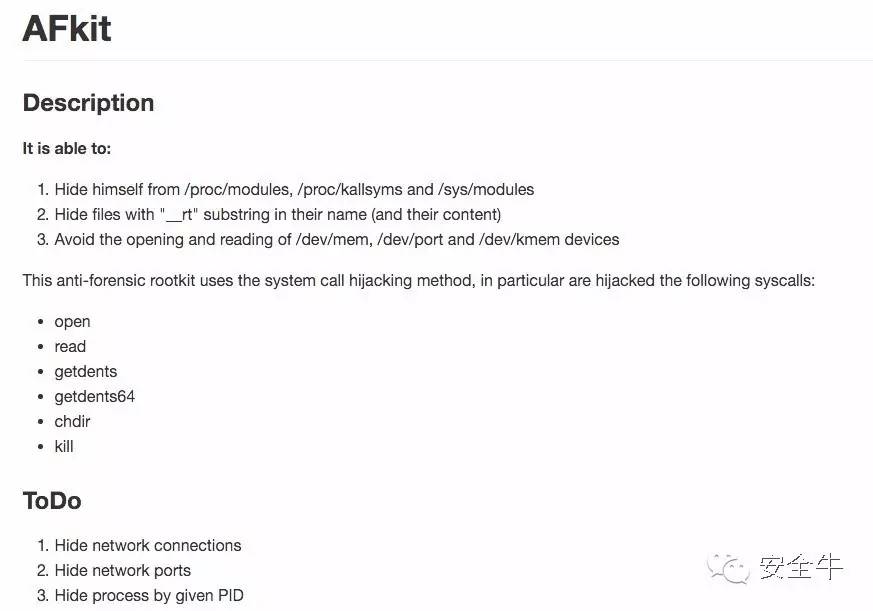 AFkit
Description
It is able to:
1. Hide himself from /proc/modules, /proc/kallsyms and /sys/modules
2. Hide files with "__rt" substring in their name (and their content)
3. Avoid the opening and reading of /dev/mem, /dev/port and /dev/kmem devices
This anti-forensic rootkit uses the system call hijacking method, in particular are hijacked the following syscalls:
• open
• read
• getdents
• getdents64
• chdir
• kill
ToDo
1. Hide network connections
2. Hide network ports
3. Hide process by given PID
安全牛